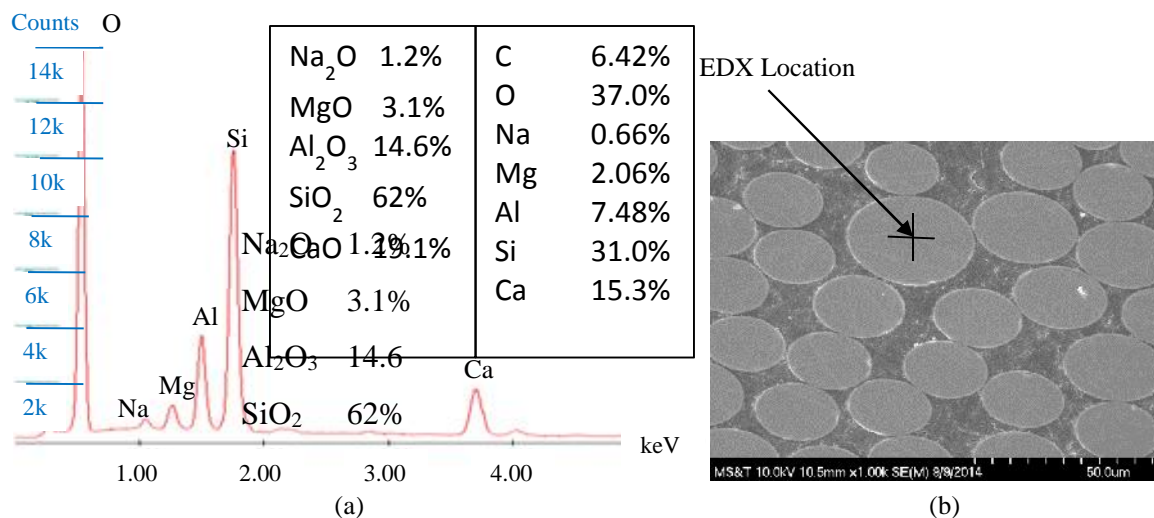 Counts
O
14k
12k
10k
8k
6k
4k
2k
Na
Mg
Al
Si
Ca
keV
1.00 2.00 3.00 4.00
Na₂O 1.2%
MgO 3.1%
Al₂O₃ 14.6%
SiO₂ 62%
CaO 19.1%
C 6.42%
O 37.0%
Na 0.66%
Mg 2.06%
Al 7.48%
Si 31.0%
Ca 15.3%
Na₂O 1.2%
MgO 3.1%
Al₂O₃ 14.6
SiO₂ 62%
(a)
EDX Location
MS&T 10.0kV 10.5mm x1.00k SE(M) 8/9/2014 50.0um
(b)